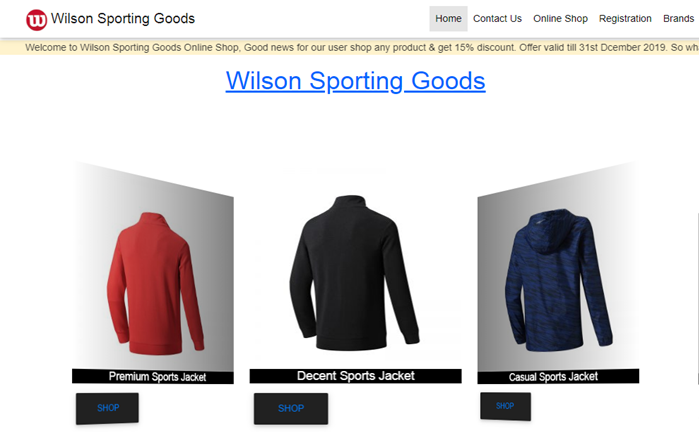 Wilson Sporting Goods
Home Contact Us Online Shop Registration Brands
Welcome to Wilson Sporting Goods Online Shop, Good news for our user shop any product & get 15% discount. Offer valid till 31st Dcember 2019. So wh
Wilson Sporting Goods
Premium Sports Jacket
Decent Sports Jacket
Casual Sports Jacket
SHOP
SHOP
SHOP